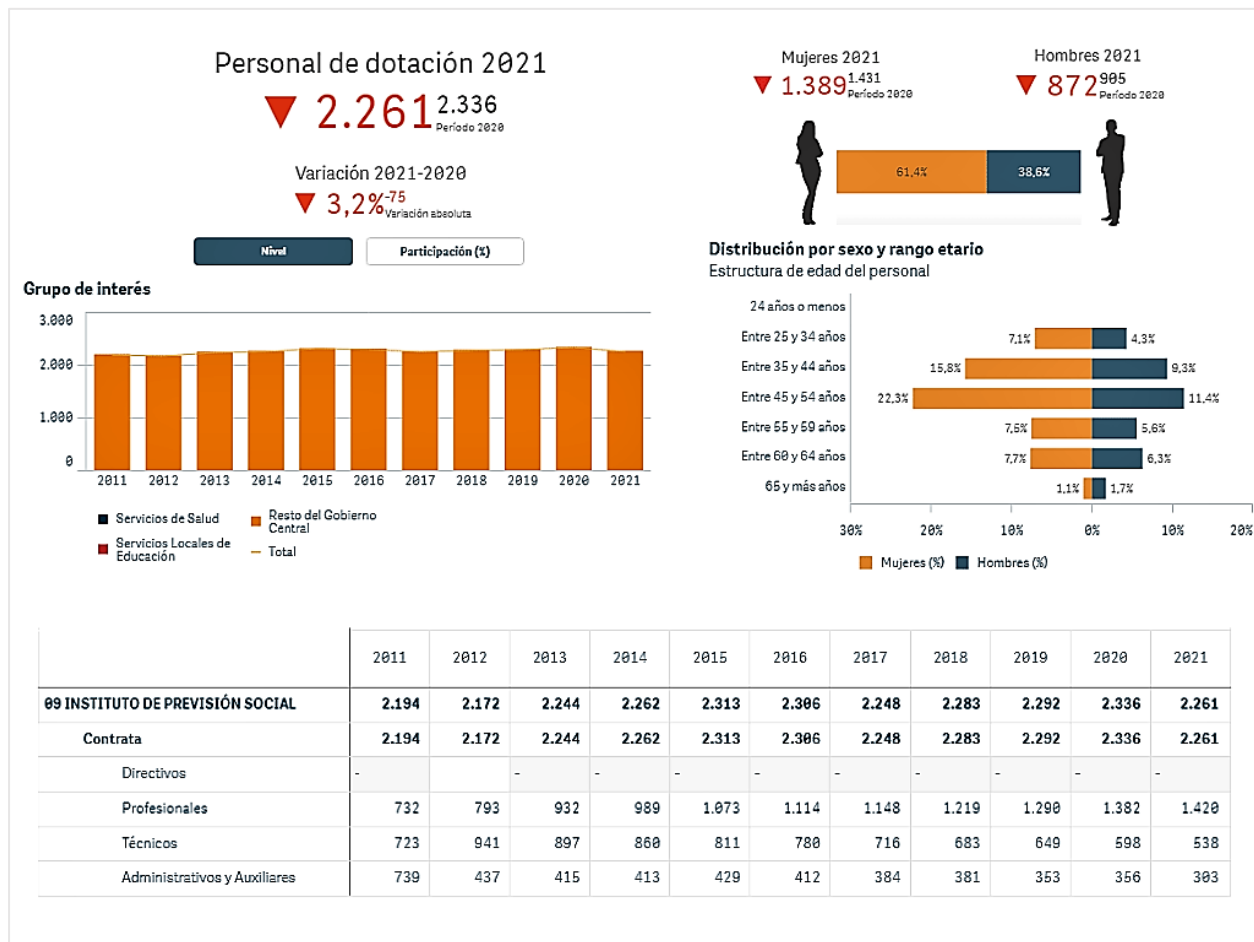 Personal de dotación 2021
▼ 2.261 2.336
Período 2020
Variación 2021-2020
▼ 3,2% -75
Variación absoluta
Nivel Participación (%)
Grupo de interés
3.000
2.000
1.000
0
2011 2012 2013 2014 2015 2016 2017 2018 2019 2020 2021
Servicios de Salud
Resto del Gobierno
Central
Servicios Locales de
Educación
Total
Mujeres 2021
▼ 1.389 1.431
Período 2020
Hombres 2021
▼ 872 905
Período 2020
61,4% 38,6%
Distribución por sexo y rango etario
Estructura de edad del personal
24 años o menos
Entre 25 y 34 años 7,1% 4,3%
Entre 35 y 44 años 15,8% 9,3%
Entre 45 y 54 años 22,3% 11,4%
Entre 55 y 59 años 7,5% 5,6%
Entre 60 y 64 años 7,7% 6,3%
65 y más años 1,1% 1,7%
30% 20% 10% 0% 10% 20%
Mujeres (%) Hombres (%)
2011 2012 2013 2014 2015 2016 2017 2018 2019 2020 2021
09 INSTITUTO DE PREVISIÓN SOCIAL 2.194 2.172 2.244 2.262 2.313 2.306 2.248 2.283 2.292 2.336 2.261
Contrata 2.194 2.172 2.244 2.262 2.313 2.306 2.248 2.283 2.292 2.336 2.261
Directivos - - - - - - - - - -
Profesionales 732 793 932 989 1.073 1.114 1.148 1.219 1.290 1.382 1.420
Técnicos 723 941 897 860 811 780 716 683 649 598 538
Administrativos y Auxiliares 739 437 415 413 429 412 384 381 353 356 303